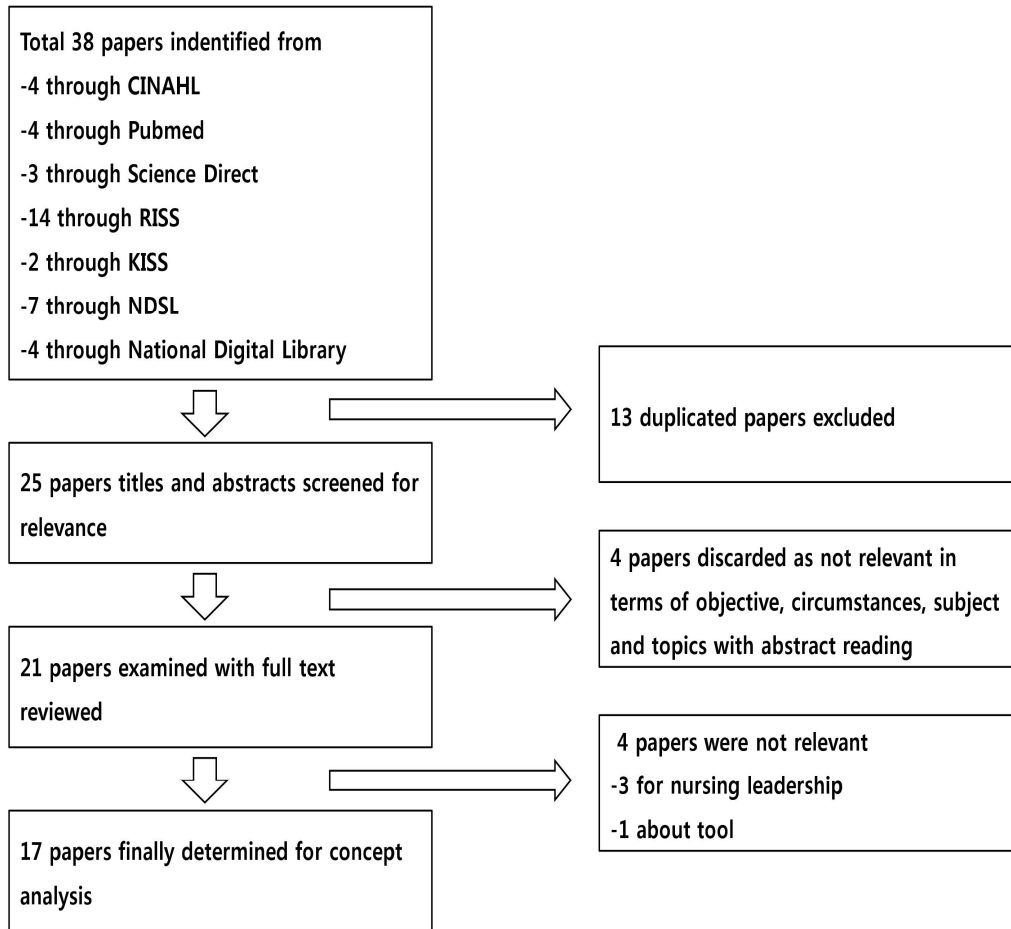 Total 38 papers indentified from
-4 through CINAHL
-4 through Pubmed
-3 through Science Direct
-14 through RISS
-2 through KISS
-7 through NDSL
-4 through National Digital Library
13 duplicated papers excluded
25 papers titles and abstracts screened for
relevance
4 papers discarded as not relevant in
terms of objective, circumstances, subject
and topics with abstract reading
21 papers examined with full text
reviewed
4 papers were not relevant
-3 for nursing leadership
-1 about tool
17 papers finally determined for concept
analysis